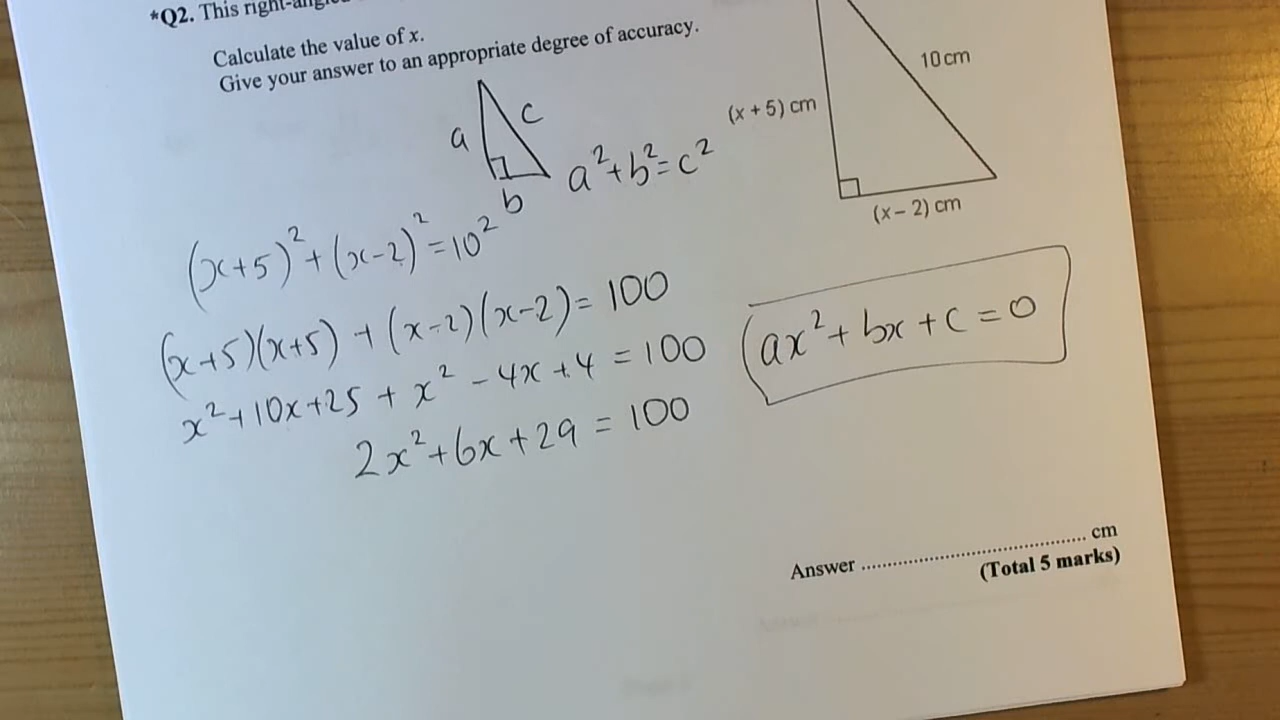 *Q2. This right-angled
Calculate the value of x.
Give your answer to an appropriate degree of accuracy.
10 cm
(x + 5) cm
(x – 2) cm
a
c
b
a²+b²=c²
(x+5)²+(x-2)²=10²
(x+5)(x+5) + (x-2)(x-2) = 100
x²+10x+25 + x² - 4x + 4 = 100
2x²+6x+29 = 100
ax² + bx + c = 0
Answer ........................................ cm
(Total 5 marks)